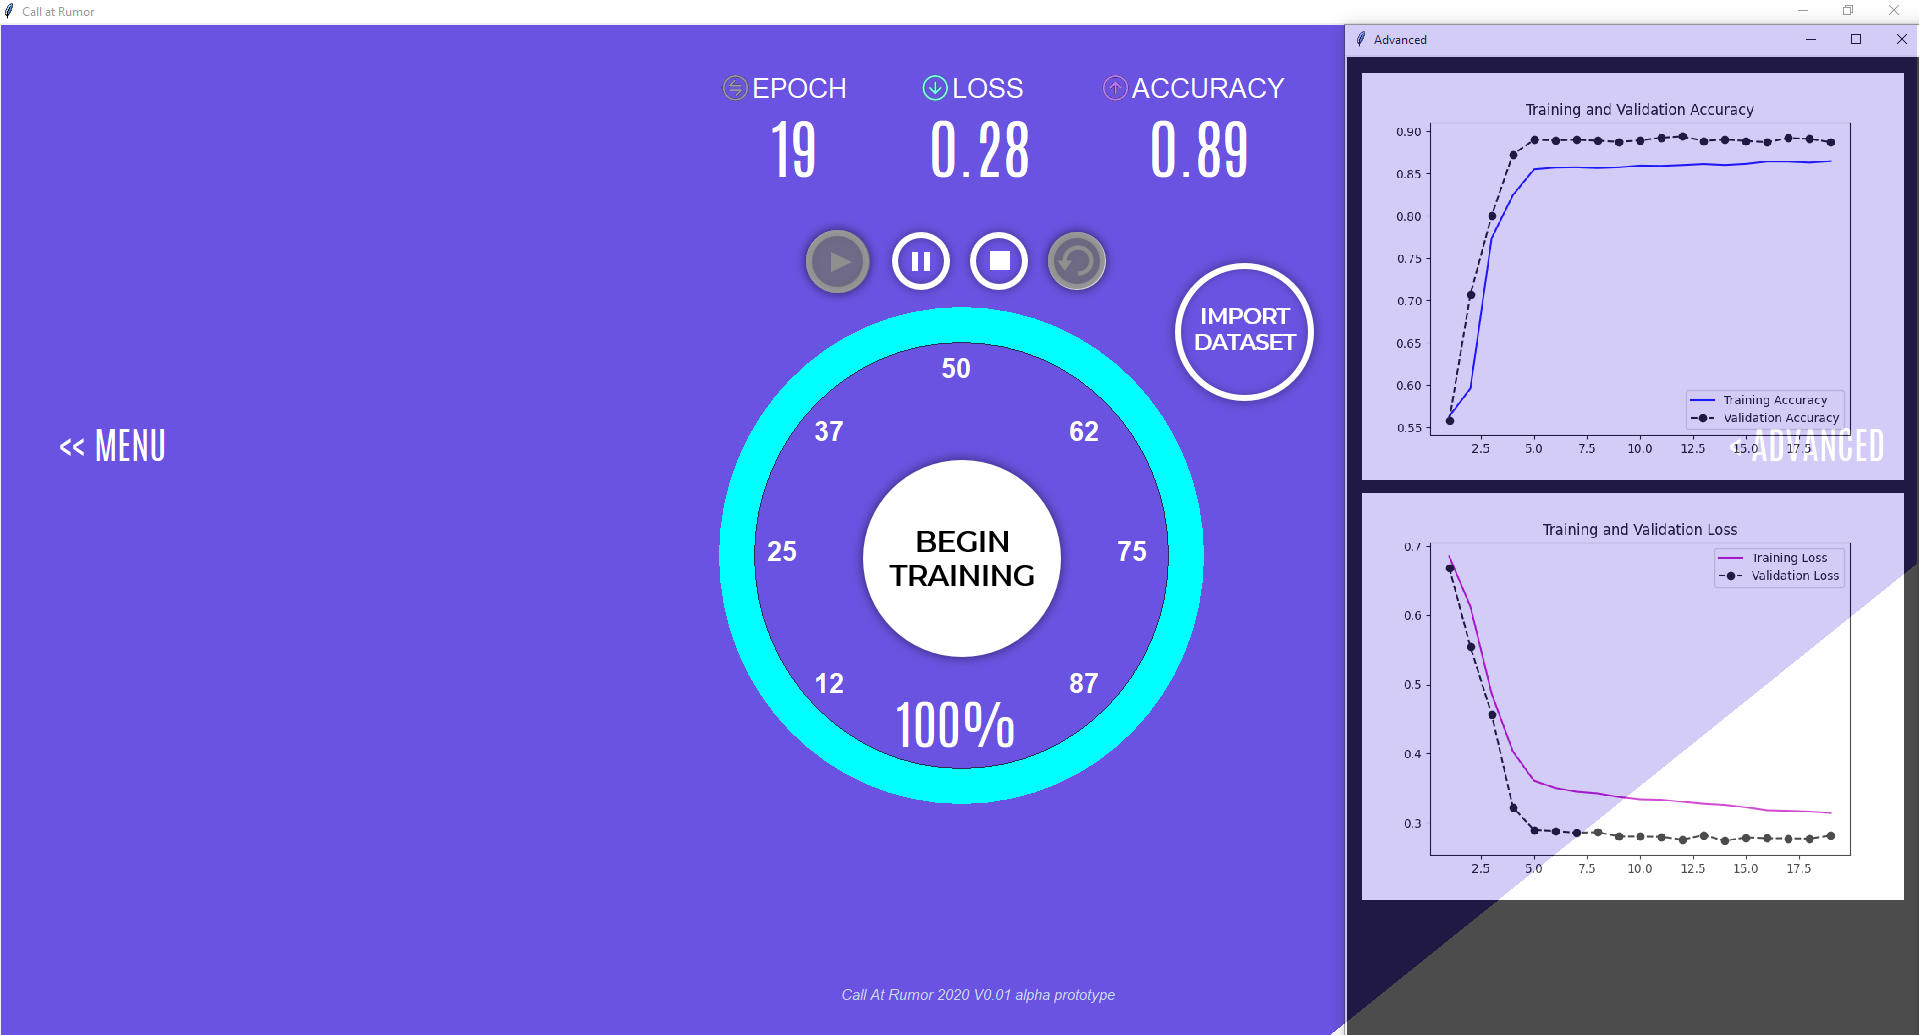 Call at Rumor
EPOCH
LOSS
ACCURACY
19
0.28
0.89
IMPORT
DATASET
50
37
62
25
75
12
87
BEGIN
TRAINING
100%
<< MENU
Call At Rumor 2020 V0.01 alpha prototype
Advanced
Training and Validation Accuracy
0.90
0.85
0.80
0.75
0.70
0.65
0.60
0.55
Training Accuracy
Validation Accuracy
2.5 5.0 7.5 10.0 12.5 15.0 17.5
< ADVANCED
Training and Validation Loss
0.7
0.6
0.5
0.4
0.3
Training Loss
Validation Loss
2.5 5.0 7.5 10.0 12.5 15.0 17.5